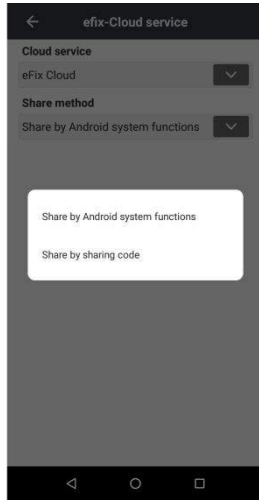 efix-Cloud service
Cloud service
eFix Cloud
Share method
Share by Android system functions
Share by Android system functions
Share by sharing code